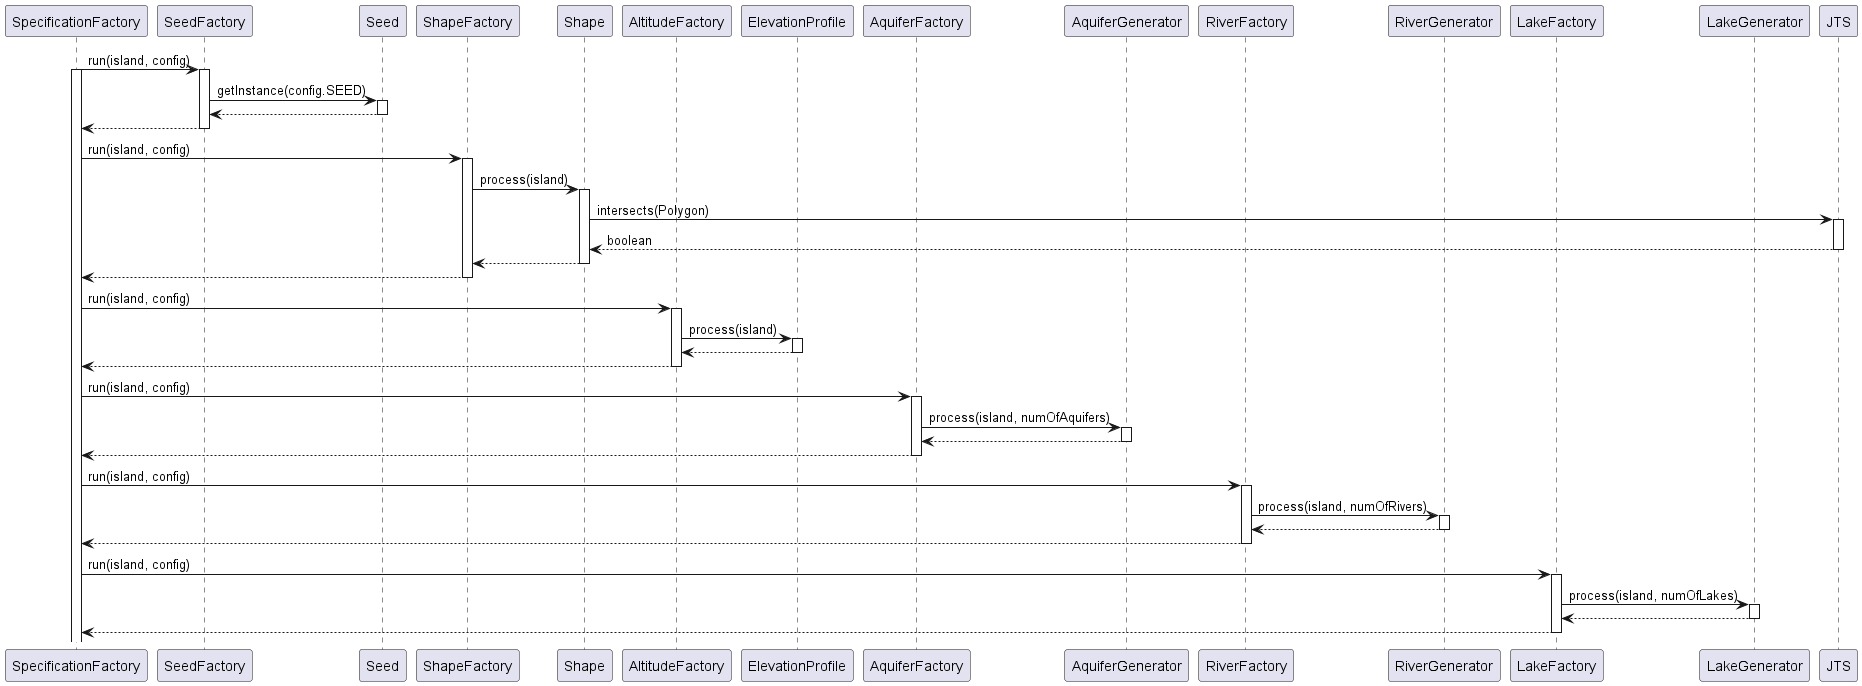 SpecificationFactory SeedFactory Seed ShapeFactory Shape AltitudeFactory ElevationProfile AquiferFactory AquiferGenerator RiverFactory RiverGenerator LakeFactory LakeGenerator JTS
run(island, config)
getInstance(config.SEED)
run(island, config)
process(island)
intersects(Polygon)
boolean
run(island, config)
process(island)
run(island, config)
process(island, numOfAquifers)
run(island, config)
process(island, numOfRivers)
run(island, config)
process(island, numOfLakes)
SpecificationFactory SeedFactory Seed ShapeFactory Shape AltitudeFactory ElevationProfile AquiferFactory AquiferGenerator RiverFactory RiverGenerator LakeFactory LakeGenerator JTS